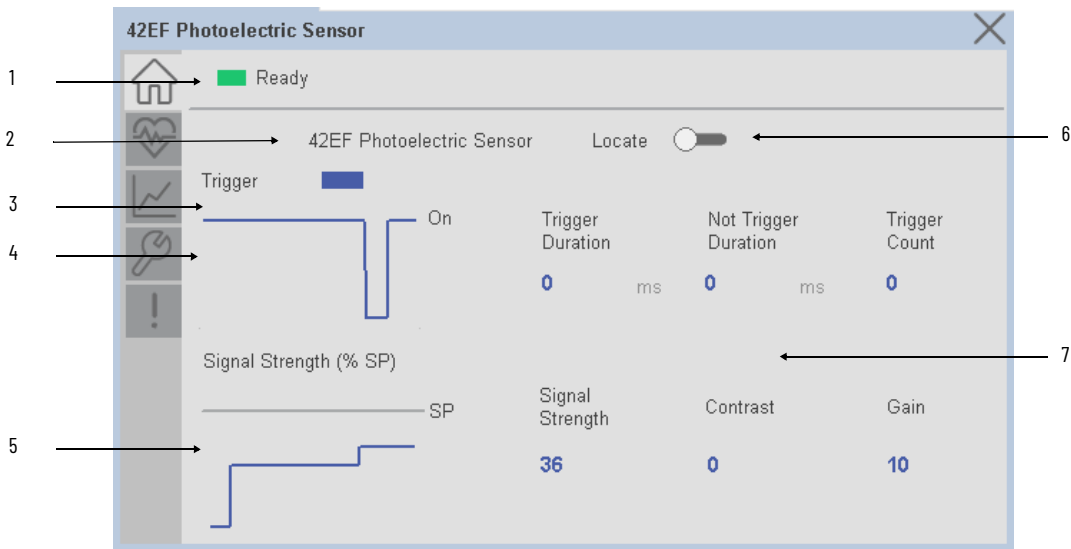 42EF Photoelectric Sensor
1
Ready
2
42EF Photoelectric Sensor
Locate
6
Trigger
3
On
Trigger
Duration
Not Trigger
Duration
Trigger
Count
4
0 ms
0 ms
0
Signal Strength (% SP)
7
SP
Signal
Strength
Contrast
Gain
5
36
0
10